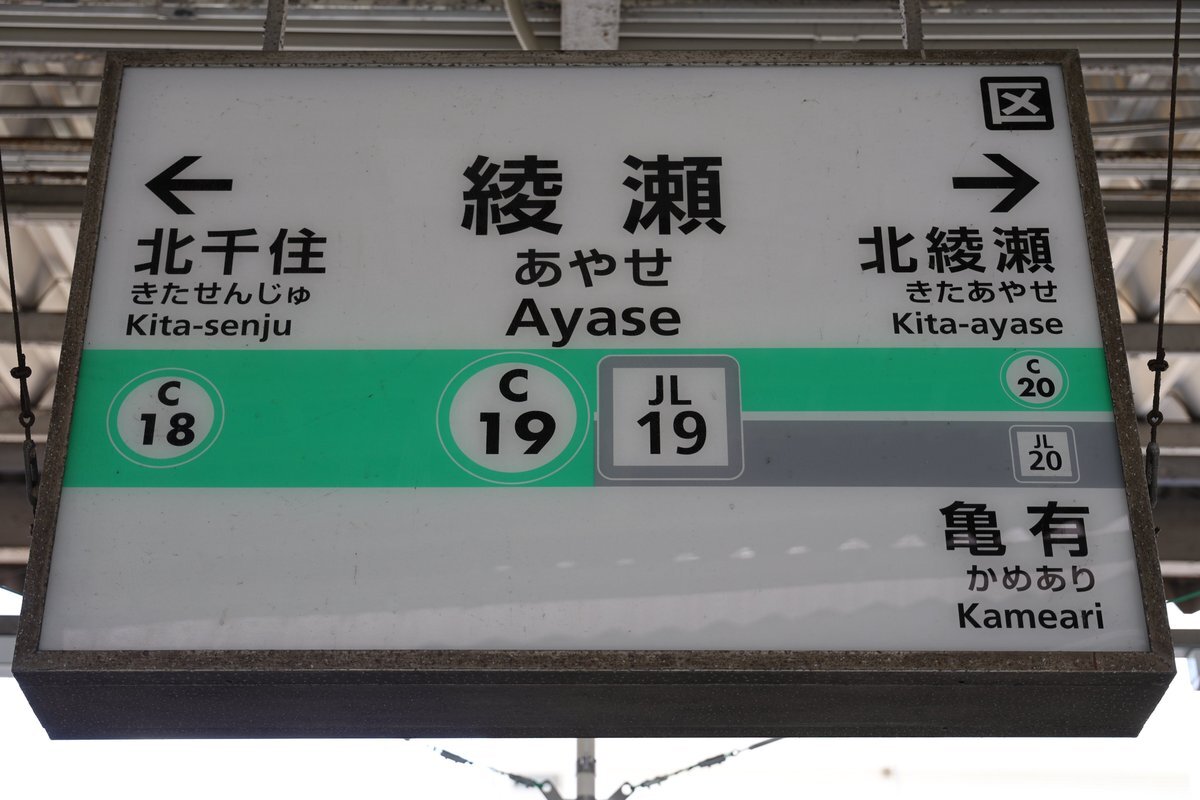 区
綾瀬
あやせ
Ayase
北千住
きたせんじゅ
Kita-senju
北綾瀬
きたあやせ
Kita-ayase
C
18
C
19
JL
19
C
20
JL
20
亀有
かめあり
Kameari